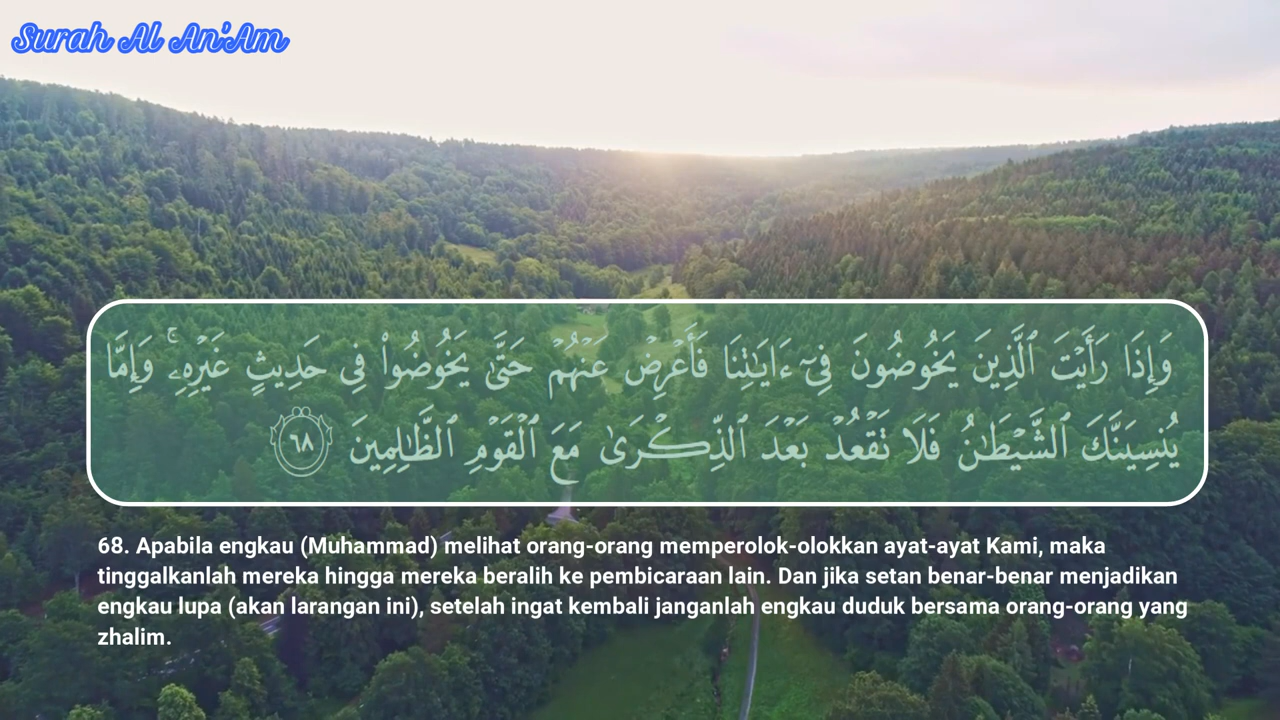 Surah Al An'Am
وَإِذَا رَأَيْتَ ٱلَّذِينَ يَخُوضُونَ فِىٓ ءَايَـٰتِنَا فَأَعْرِضْ عَنْهُمْ حَتَّىٰ يَخُوضُوا۟ فِى حَدِيثٍ غَيْرِهِۦ ۚ وَإِمَّا
يُنسِيَنَّكَ ٱلشَّيْطَـٰنُ فَلَا تَقْعُدْ بَعْدَ ٱلذِّكْرَىٰ مَعَ ٱلْقَوْمِ ٱلظَّـٰلِمِينَ ٦٨
68. Apabila engkau (Muhammad) melihat orang-orang memperolok-olokkan ayat-ayat Kami, maka
tinggalkanlah mereka hingga mereka beralih ke pembicaraan lain. Dan jika setan benar-benar menjadikan
engkau lupa (akan larangan ini), setelah ingat kembali janganlah engkau duduk bersama orang-orang yang
zhalim.